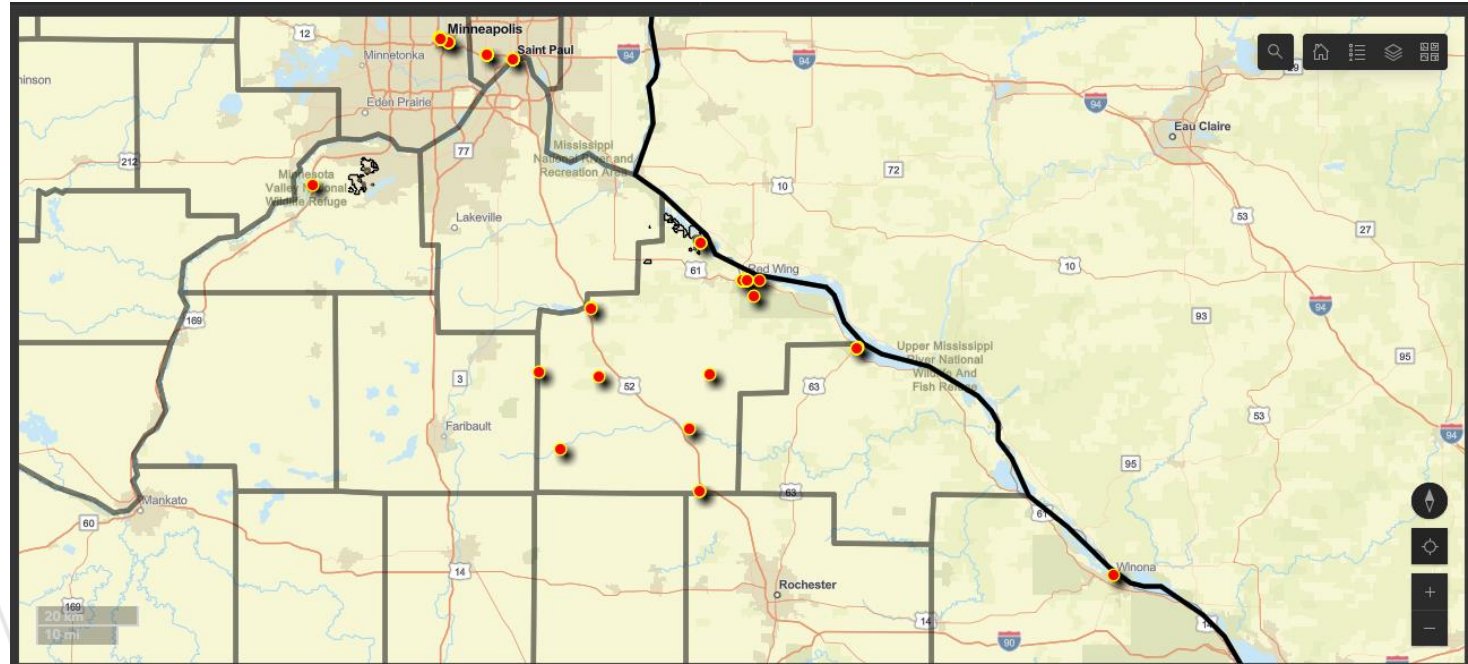 Minneapolis
12
Minnetonka
Saint Paul
94
94
29
inson
Eden Prairie
94
Eau Claire
77
212
Mississippi
National River and
Recreation Area
Minnesota
Valley National
Wildlife Refuge
10
72
Lakeville
53
27
61
Red Wing
10
169
94
93
Upper Mississippi
River National
Wildlife And
Fish Refuge
95
3
52
63
Faribault
53
94
95
Mankato
63
61
60
14
Winona
Rochester
169
20 km
10 mi
14
14
90